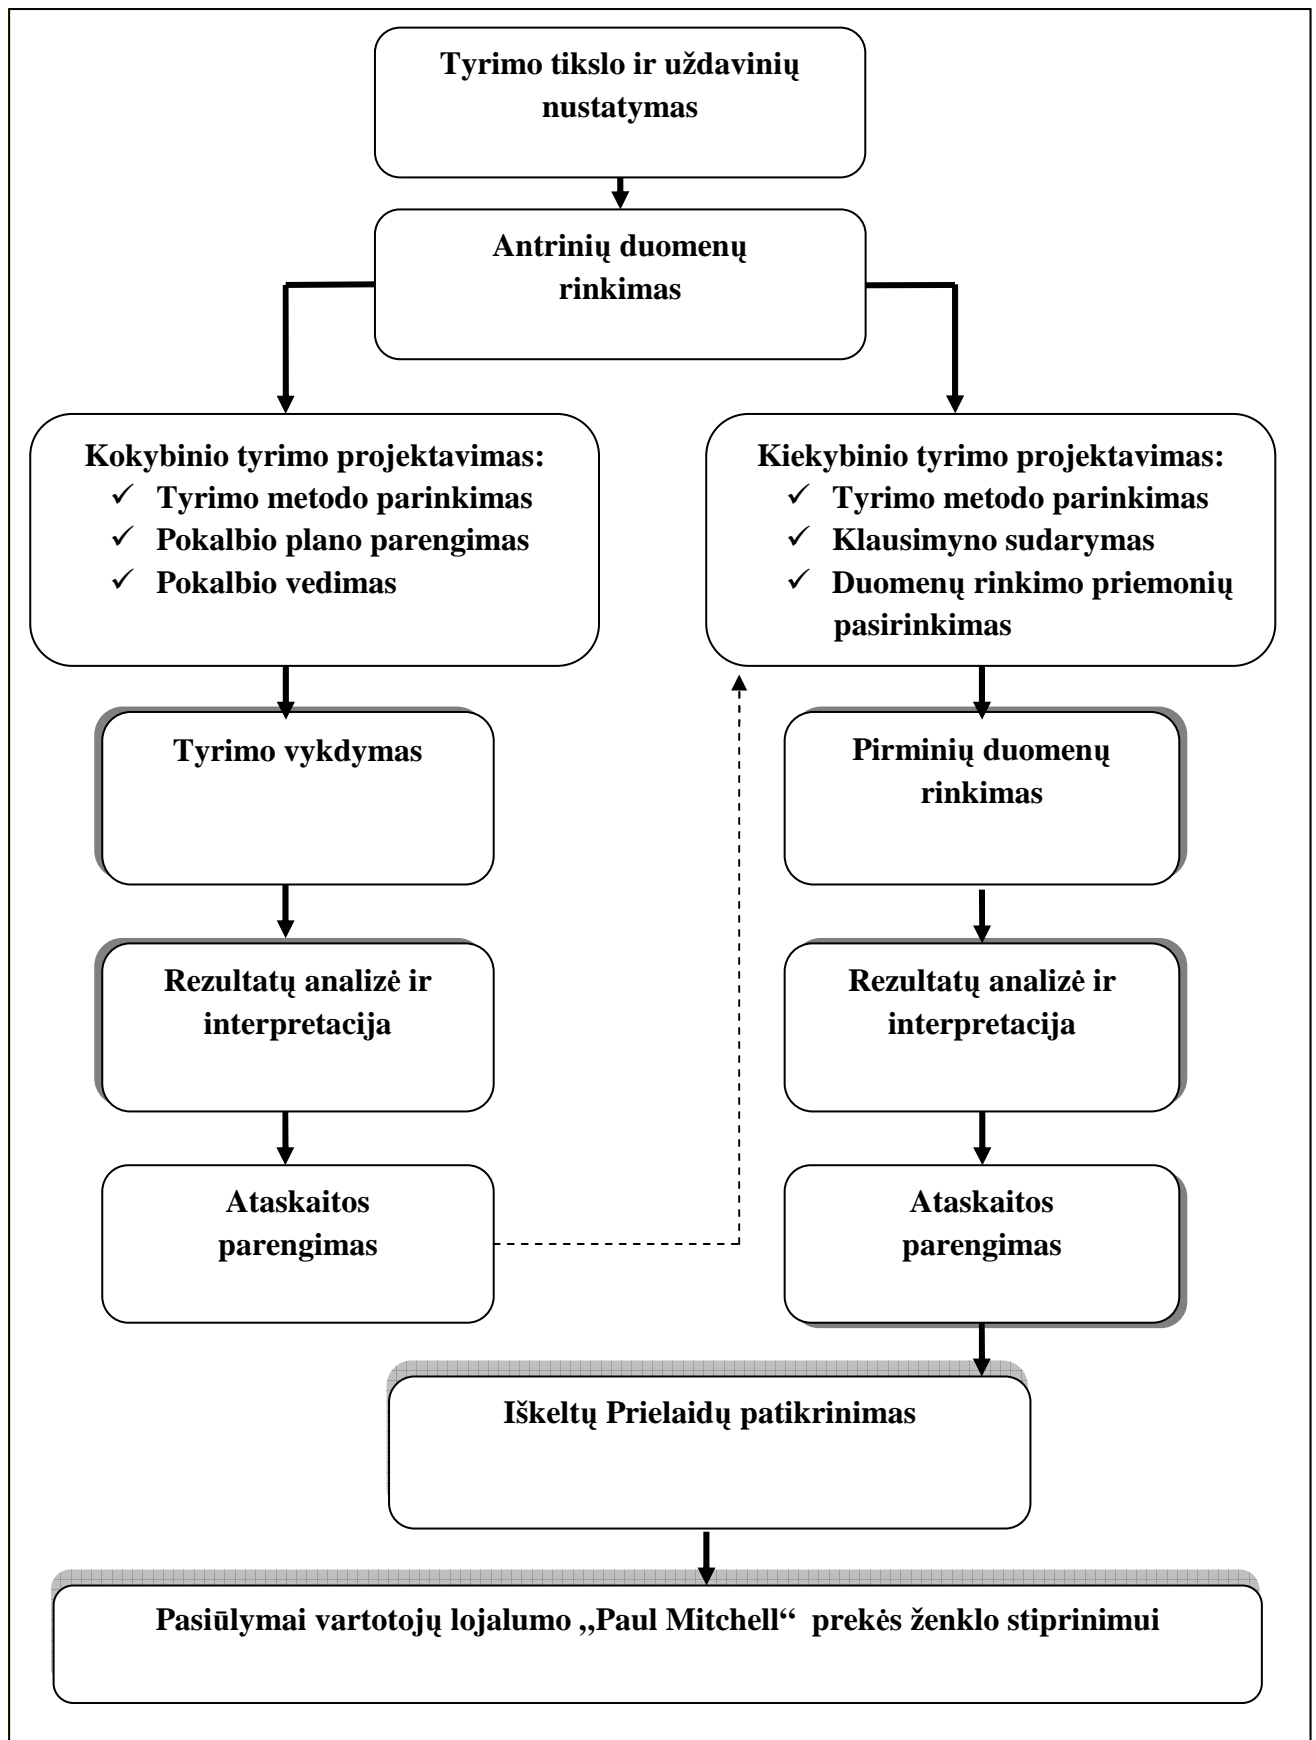 Tyrimo tikslo ir uždavinių
nustatymas
Antrinių duomenų
rinkimas
Kokybinio tyrimo projektavimas:
✓ Tyrimo metodo parinkimas
✓ Pokalbio plano parengimas
✓ Pokalbio vedimas
Kiekybinio tyrimo projektavimas:
✓ Tyrimo metodo parinkimas
✓ Klausimyno sudarymas
✓ Duomenų rinkimo priemonių
pasirinkimas
Tyrimo vykdymas
Pirminių duomenų
rinkimas
Rezultatų analizė ir
interpretacija
Rezultatų analizė ir
interpretacija
Ataskaitos
parengimas
Ataskaitos
parengimas
Iškeltų Prielaidų patikrinimas
Pasiūlymai vartotojų lojalumo „Paul Mitchell“ prekės ženklo stiprinimui